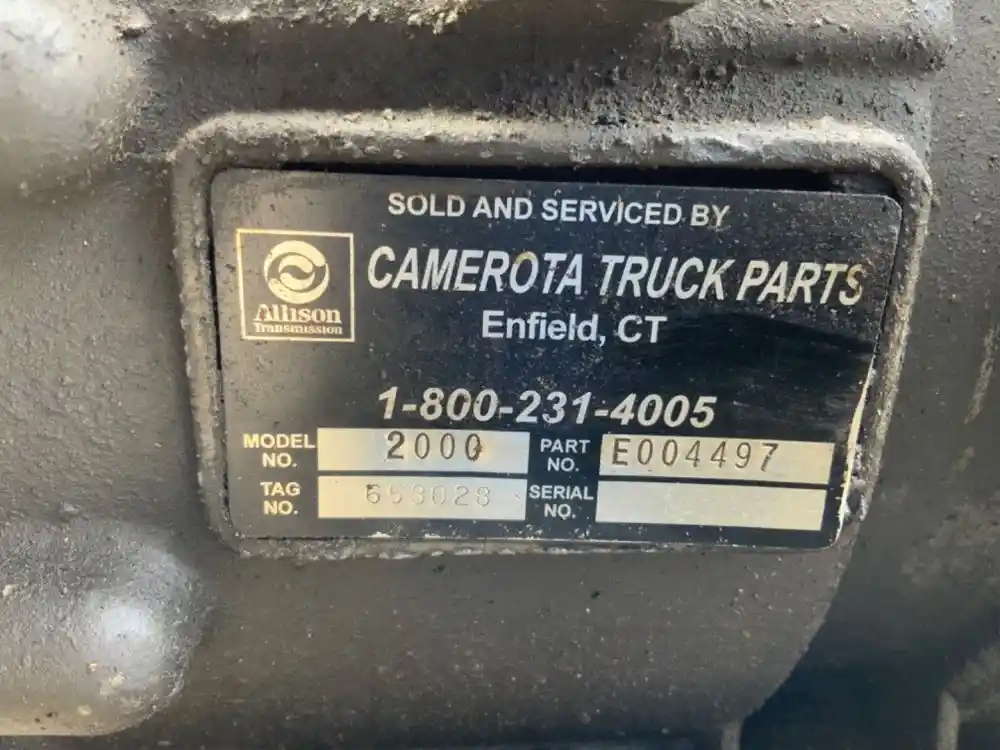 SOLD AND SERVICED BY
CAMEROTA TRUCK PARTS
Enfield, CT
Allison
Transmission
1-800-231-4005
MODEL NO. 2000 PART NO. E004497
TAG NO. 653028 SERIAL NO.